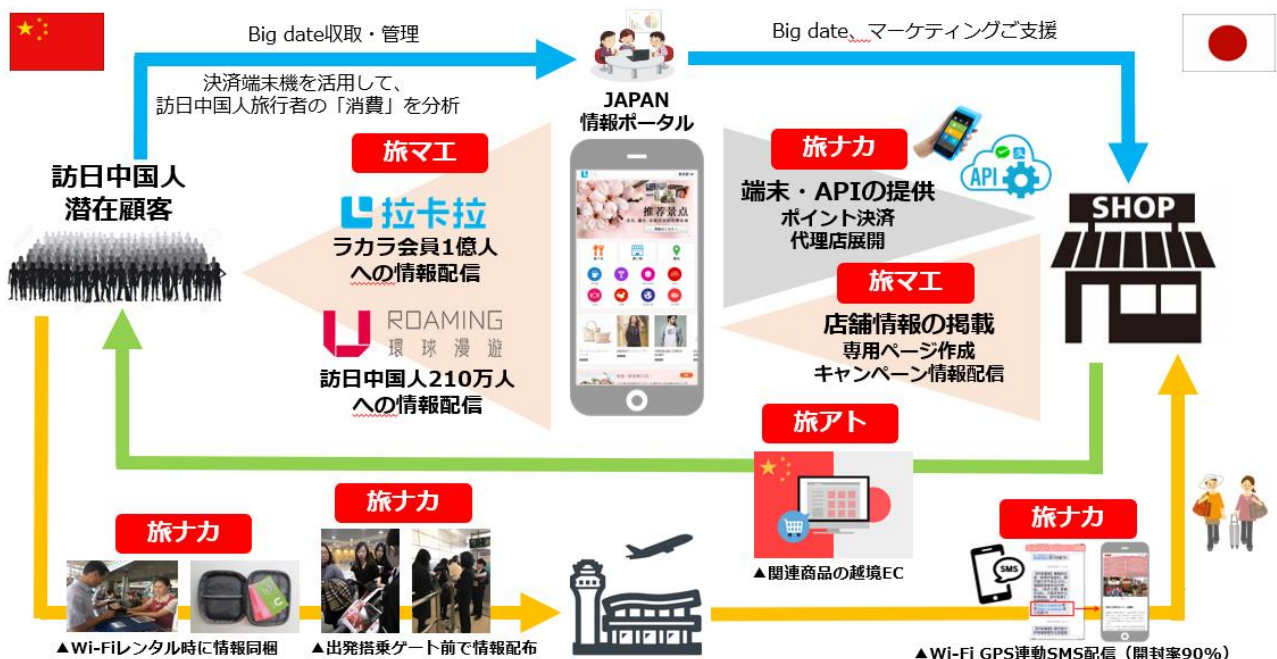 Big date収取・管理
決済端末機を活用して、
訪日中国人旅行者の「消費」を分析
Big date、マーケティングご支援
JAPAN
情報ポータル
訪日中国人
潜在顧客
旅マエ
拉卡拉
ラカラ会員1億人
への情報配信
U ROAMING
環球漫遊
訪日中国人210万人
への情報配信
推荐景点
旅ナカ
端末・APIの提供
ポイント決済
代理店展開
API
旅マエ
店舗情報の掲載
専用ページ作成
キャンペーン情報配信
SHOP
旅アト
▲関連商品の越境EC
旅ナカ
▲Wi-Fiレンタル時に情報同梱
旅ナカ
▲出発搭乗ゲート前で情報配布
旅ナカ
SMS
▲Wi-Fi GPS連動SMS配信（開封率90%）